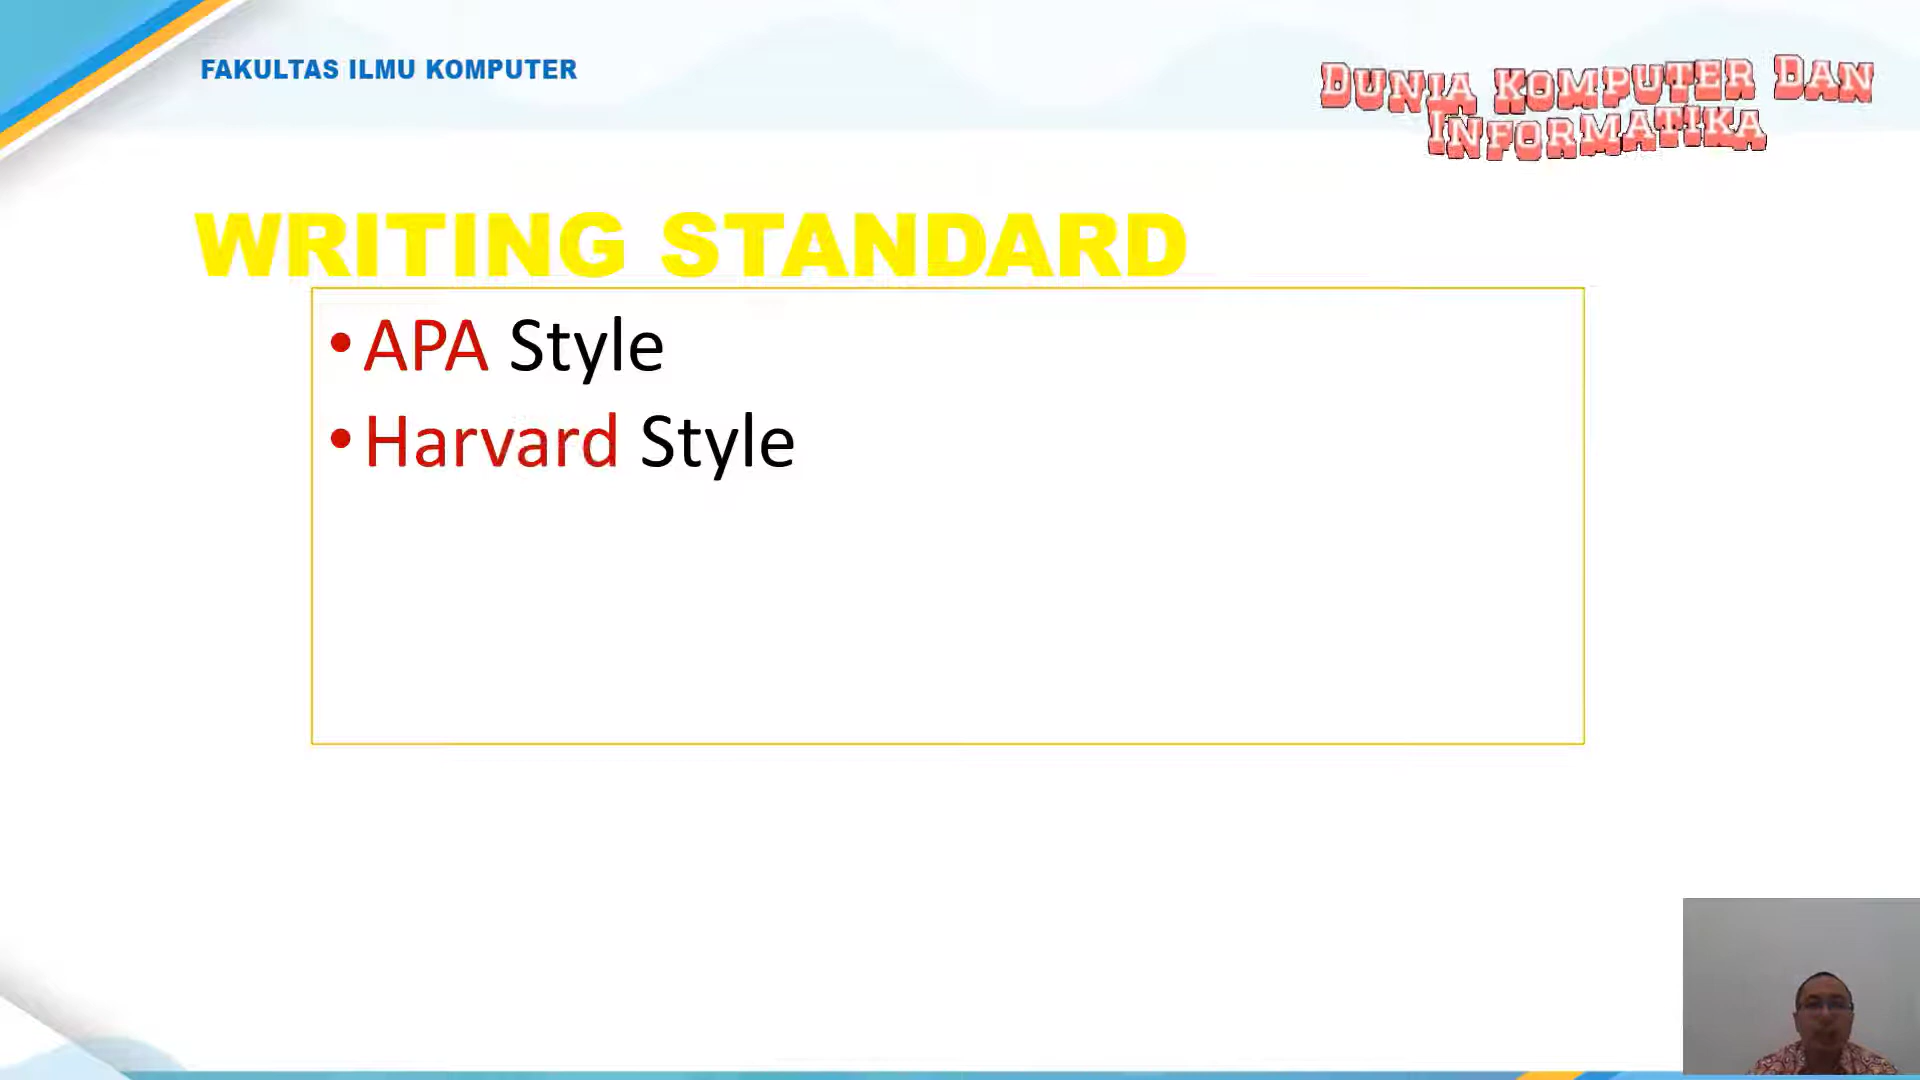 FAKULTAS ILMU KOMPUTER
DUNIA KOMPUTER DAN
INFORMATIKA
WRITING STANDARD
• APA Style
• Harvard Style